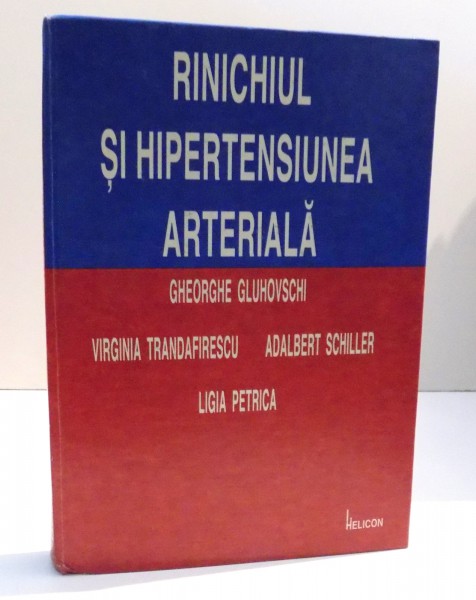 RINICHIUL
ȘI HIPERTENSIUNEA
ARTERIALĂ
GHEORGHE GLUHOVSCHI
VIRGINIA TRANDAFIRESCU ADALBERT SCHILLER
LIGIA PETRICA
HELICON